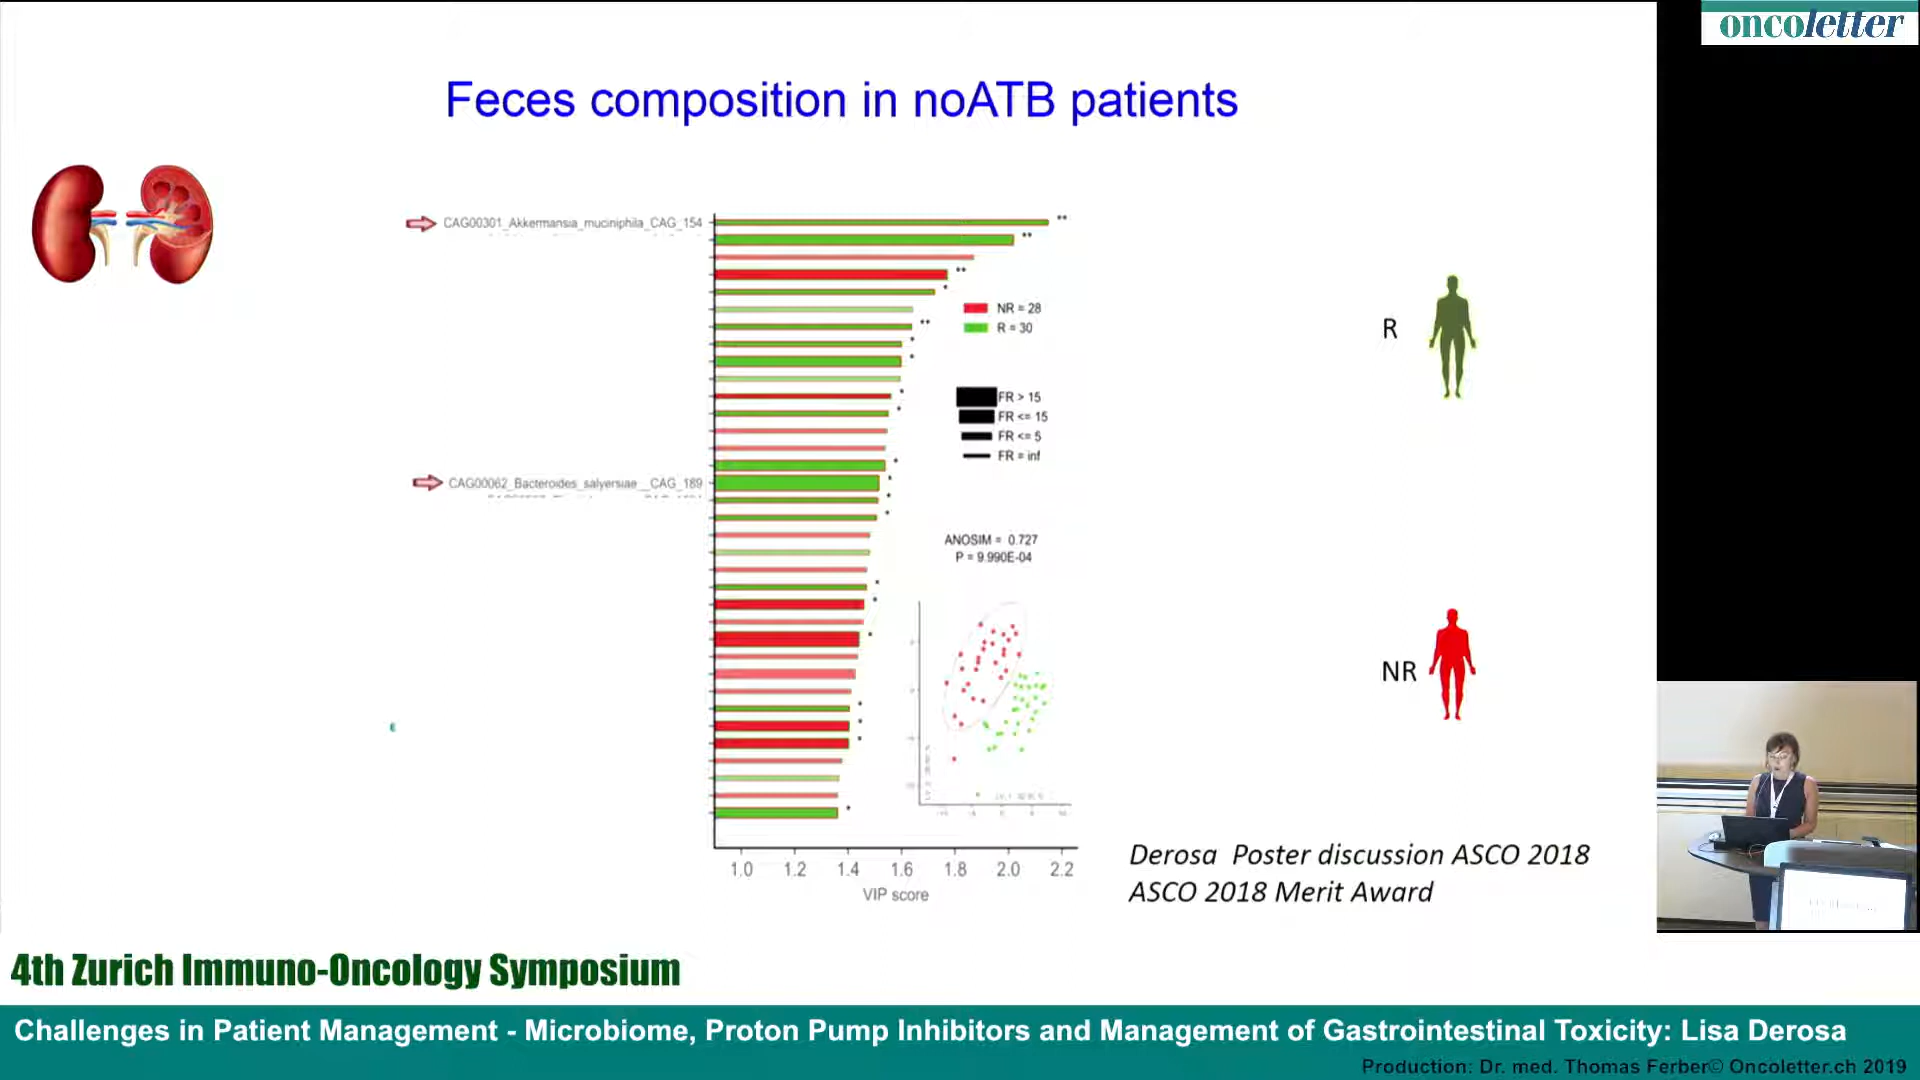 oncoletter
Feces composition in noATB patients
CAG00301_Akkermansia_muciniphila_CAG_154
**
**
**
*
NR = 28
R = 30
**
*
*
FR > 15
FR <= 15
FR <= 5
FR = inf
*
*
*
CAG00062_Bacteroides_salyersiae__CAG_189
*
*
*
ANOSIM = 0.727
P = 9.990E-04
*
*
*
*
*
*
*
1.0 1.2 1.4 1.6 1.8 2.0 2.2
VIP score
R
NR
Derosa Poster discussion ASCO 2018
ASCO 2018 Merit Award
4th Zurich Immuno-Oncology Symposium
Challenges in Patient Management - Microbiome, Proton Pump Inhibitors and Management of Gastrointestinal Toxicity: Lisa Derosa
Production: Dr. med. Thomas Ferber© Oncoletter.ch 2019